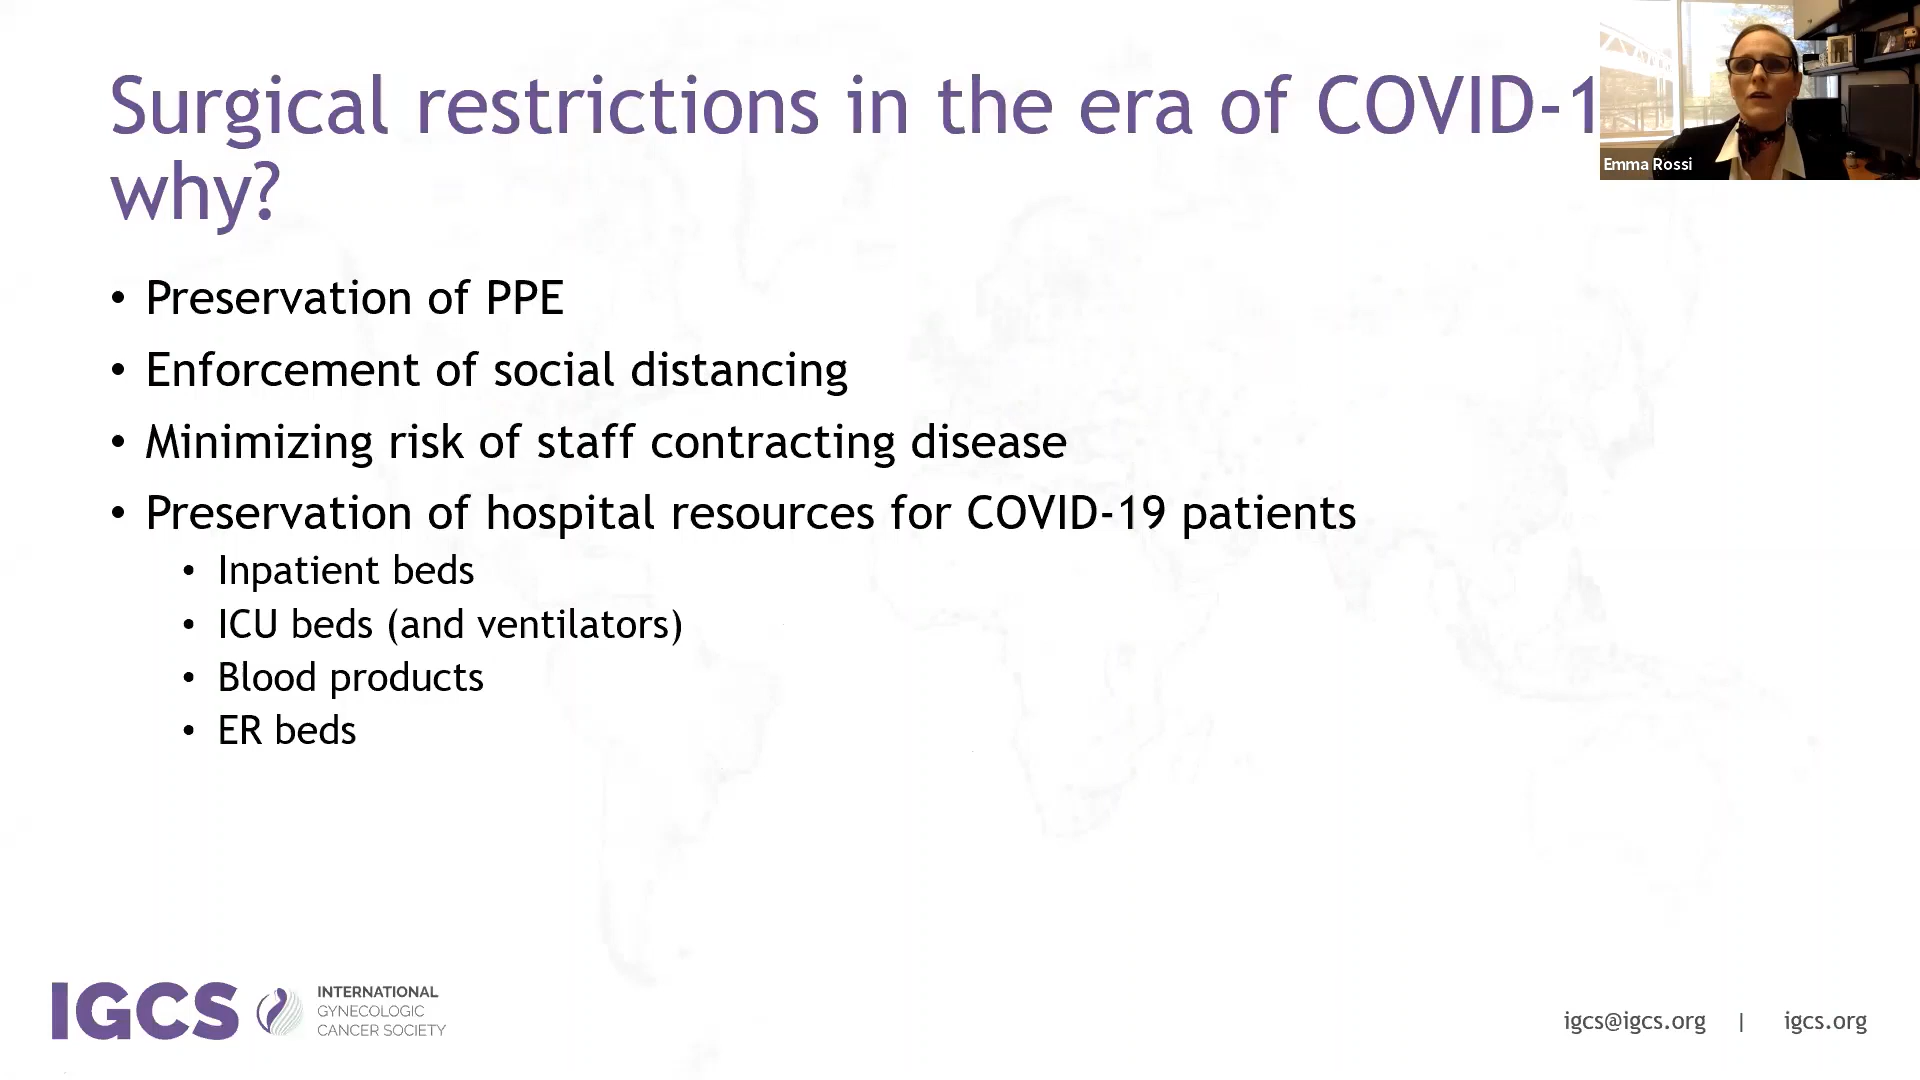 Surgical restrictions in the era of COVID-1
why?
Emma Rossi
• Preservation of PPE
• Enforcement of social distancing
• Minimizing risk of staff contracting disease
• Preservation of hospital resources for COVID-19 patients
• Inpatient beds
• ICU beds (and ventilators)
• Blood products
• ER beds
IGCS
INTERNATIONAL
GYNECOLOGIC
CANCER SOCIETY
igcs@igcs.org | igcs.org